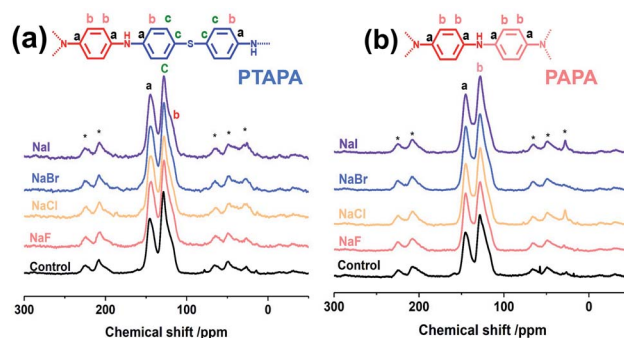 (a)
b b b c c b
N H N a a a a S c c a a N H
PTAPA
a
C
b
* * * * *
NaI
NaBr
NaCl
NaF
Control
300 200 100 0
Chemical shift /ppm
(b)
b b b b
N a a N H a a N
PAPA
a
b
* * * * *
NaI
NaBr
NaCl
NaF
Control
300 200 100 0
Chemical shift /ppm